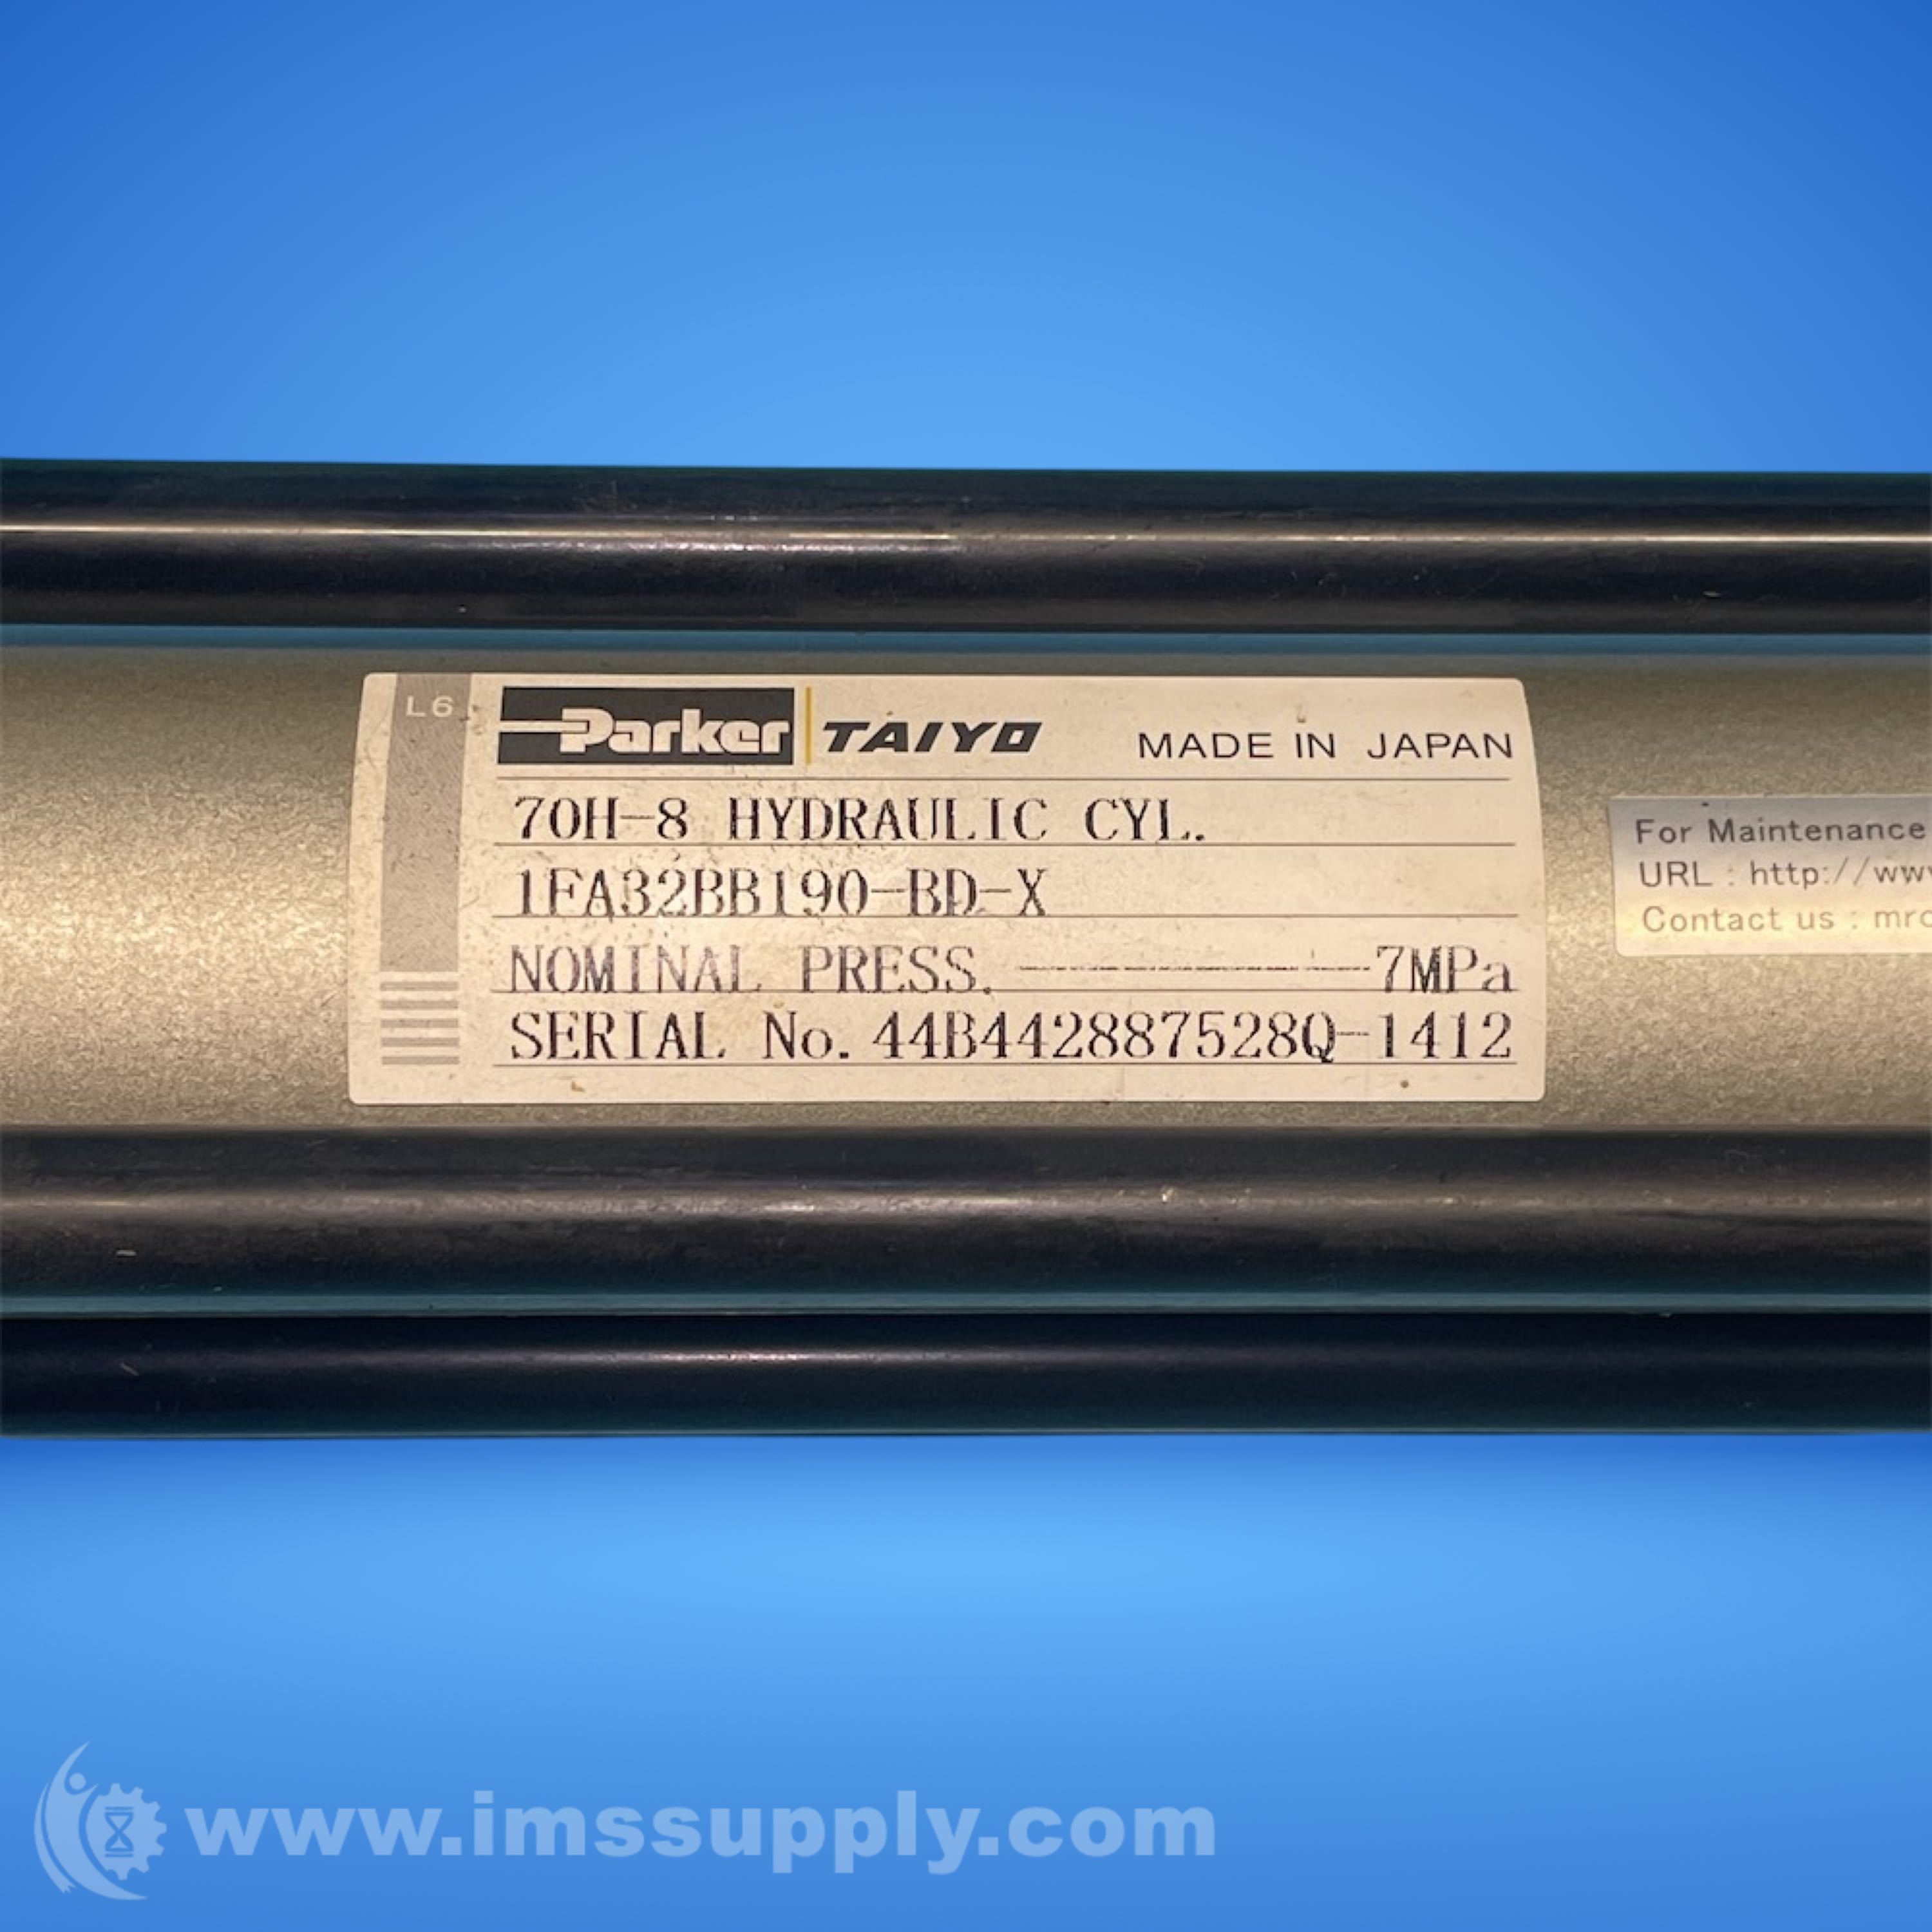 L6
Parker TAIYO MADE IN JAPAN
70H-8 HYDRAULIC CYL.
1FA32BB190-BD-X
NOMINAL PRESS. 7MPa
SERIAL No. 44B442887528Q-1412
For Maintenance
URL : http://www
Contact us : mro
www.imssupply.com